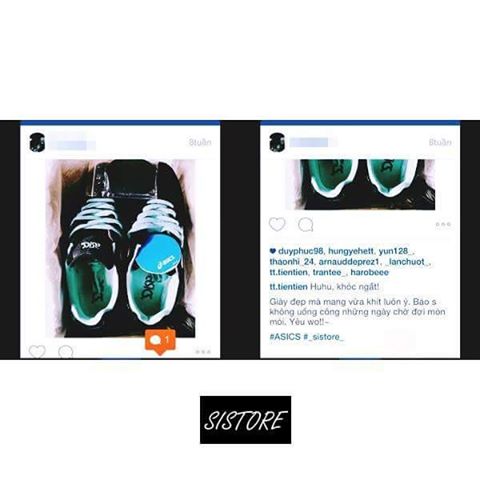 8tuần
asics
1
8tuần
duyphuc98, hungyehett, yun128_,
thaonhi_24, arnauddeprez1, _lanchuot_,
tt.tientien, trantee_, harobeee
tt.tientien Huhu, khóc ngất!
Giày đẹp mà mang vừa khít luôn ý. Bao s
không uổng công những ngày chờ đợi mòn
mỏi. Yêu wo!!~
#ASICS #_sistore_
SISTORE